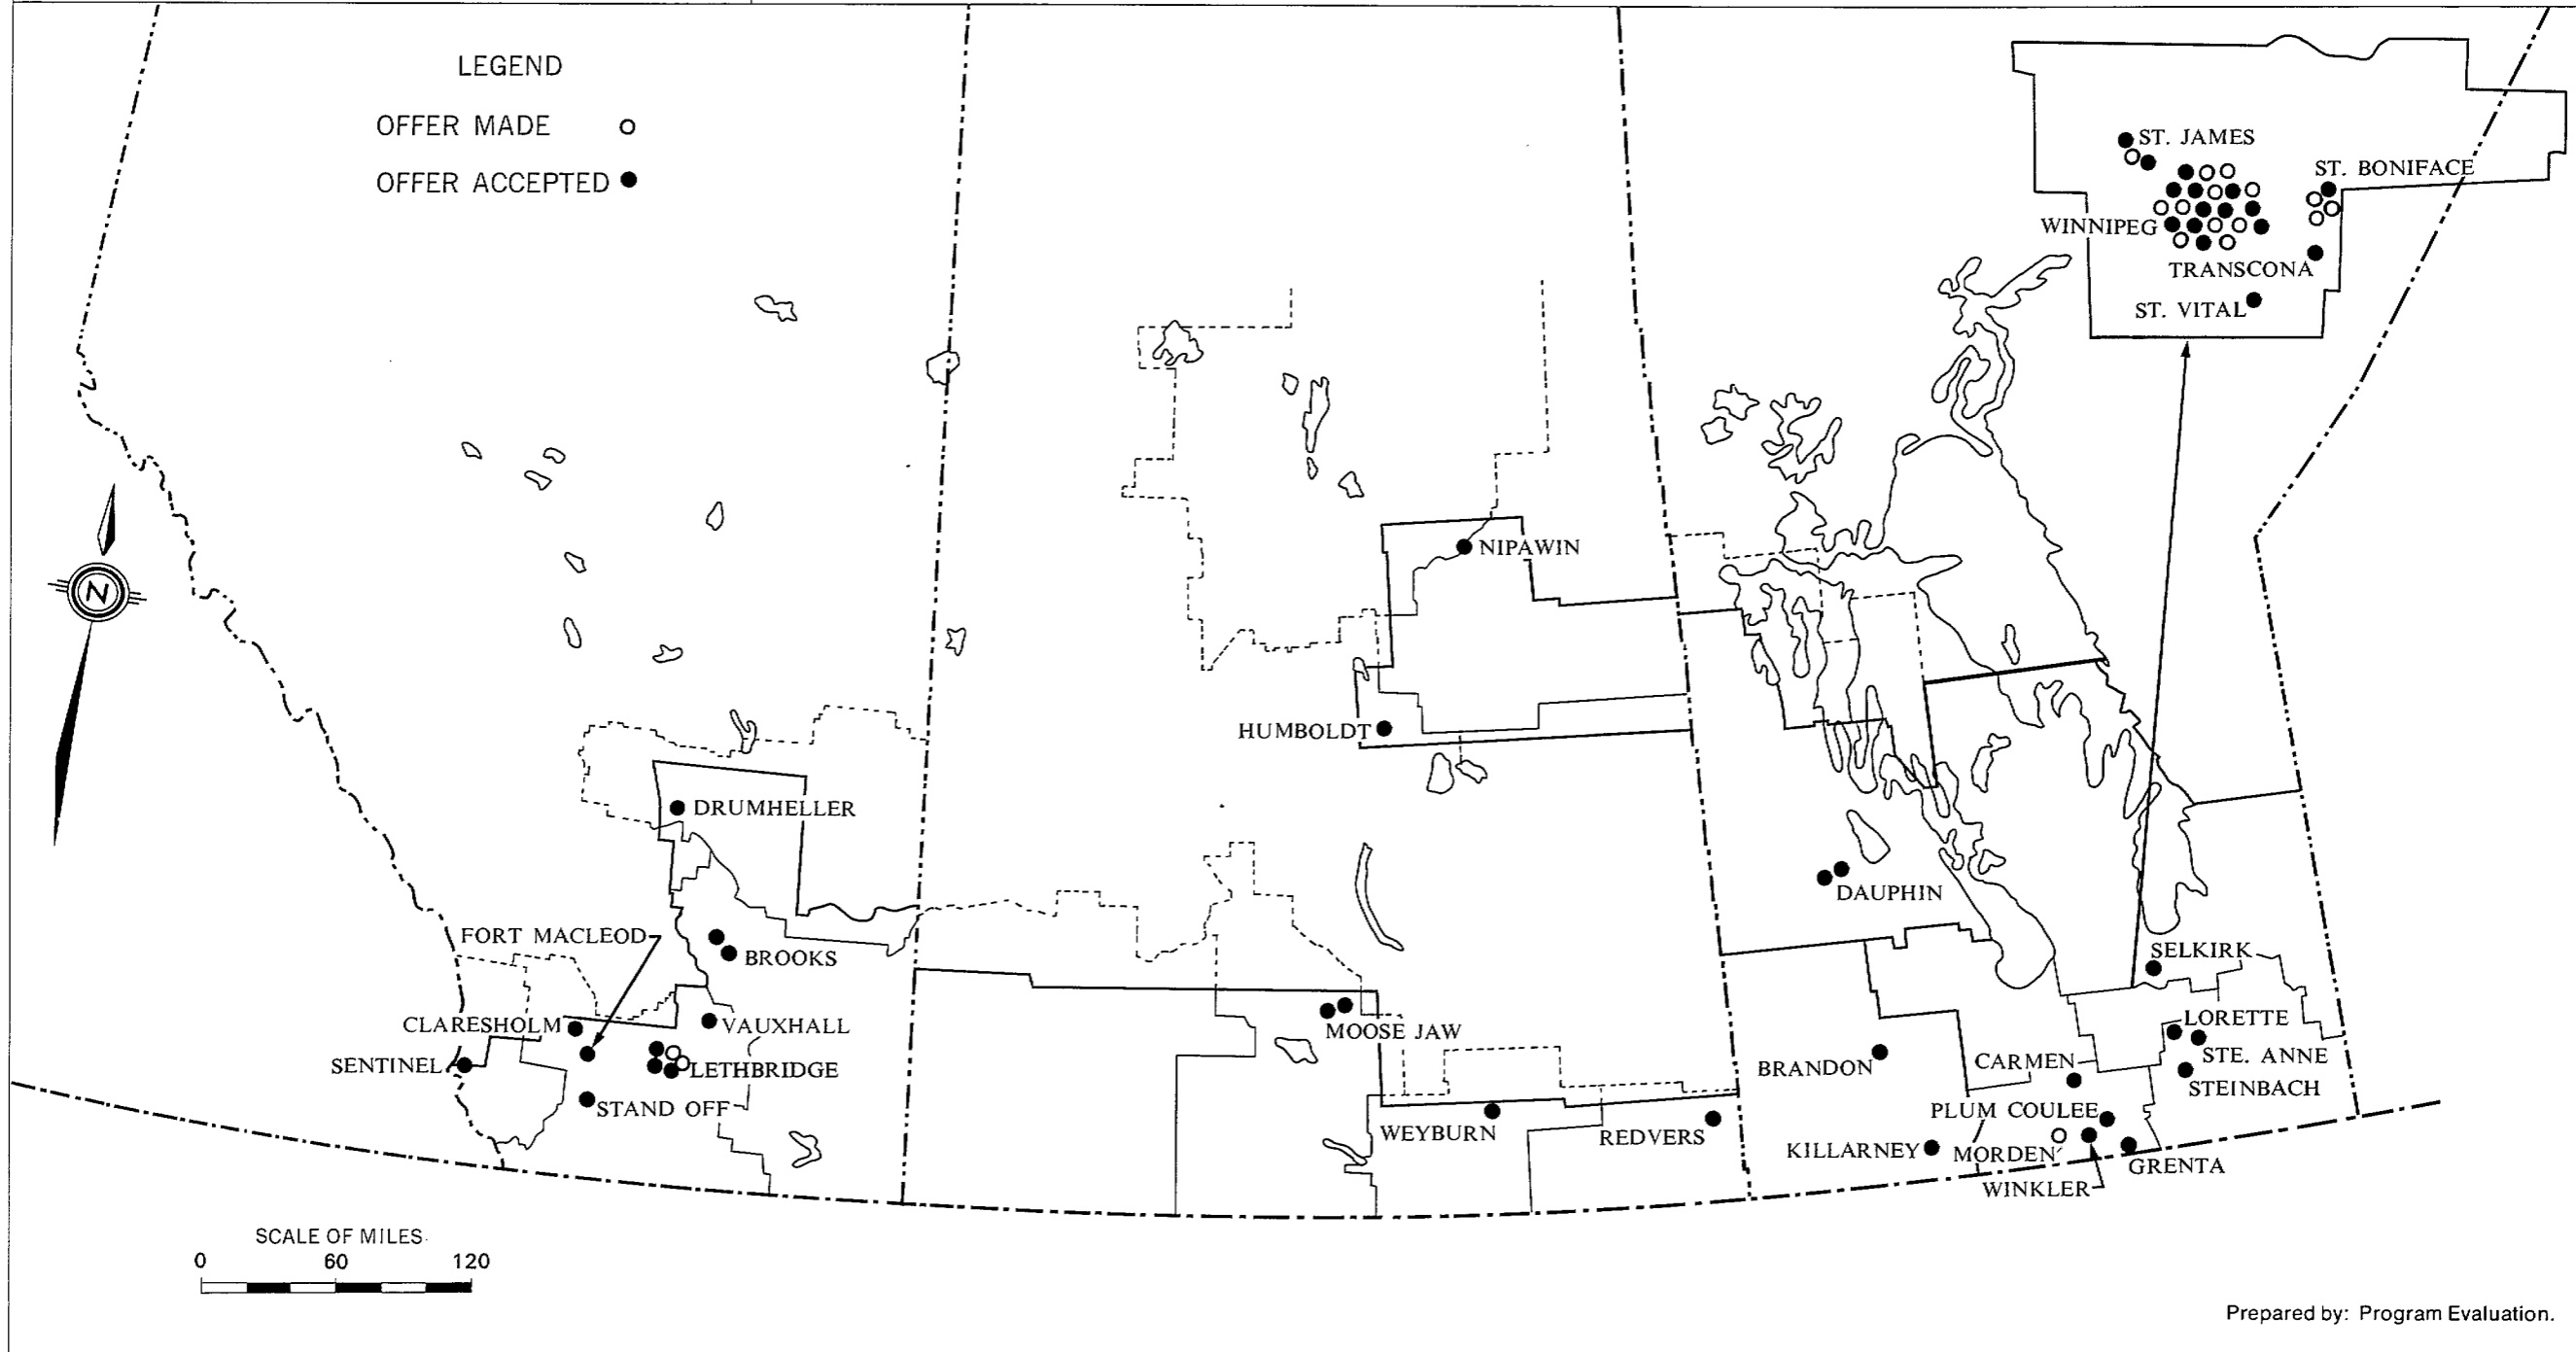 LEGEND
OFFER MADE
OFFER ACCEPTED
ST. JAMES
ST. BONIFACE
WINNIPEG
TRANSCONA
ST. VITAL
N
NIPAWIN
HUMBOLDT
DRUMHELLER
DAUPHIN
FORT MACLEOD
BROOKS
SELKIRK
CLARESHOLM
VAUXHALL
MOOSE JAW
LORETTE
SENTINEL
LETHBRIDGE
BRANDON
CARMEN
STE. ANNE
STEINBACH
STAND OFF
WEYBURN
REDVERS
PLUM COULEE
KILLARNEY
MORDEN
GRENTA
WINKLER
SCALE OF MILES
0 60 120
Prepared by: Program Evaluation.